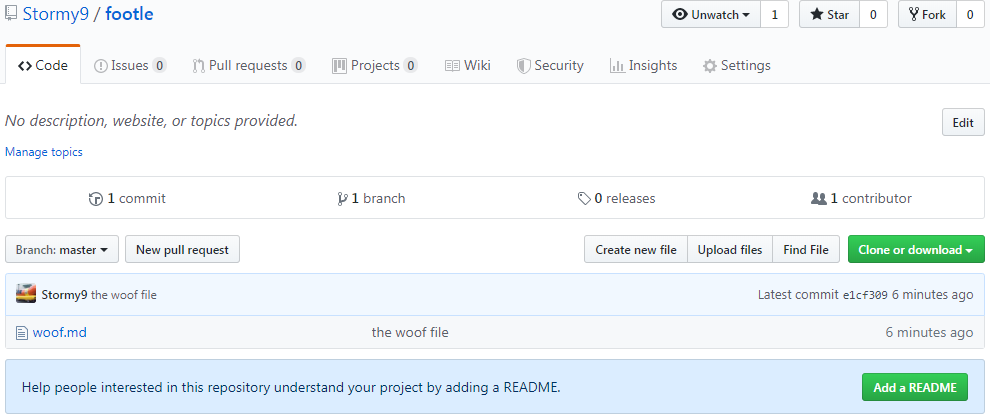 Stormy9 / footle
Unwatch 1 Star 0 Fork 0
Code Issues 0 Pull requests 0 Projects 0 Wiki Security Insights Settings
No description, website, or topics provided.
Edit
Manage topics
1 commit 1 branch 0 releases 1 contributor
Branch: master New pull request Create new file Upload files Find File Clone or download
Stormy9 the woof file Latest commit e1cf309 6 minutes ago
woof.md the woof file 6 minutes ago
Help people interested in this repository understand your project by adding a README.
Add a README